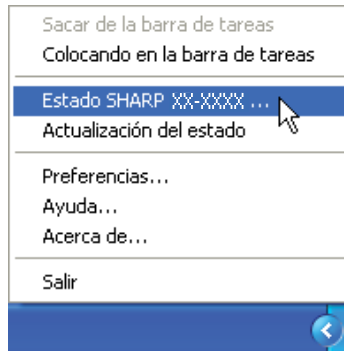 Sacar de la barra de tareas
Colocando en la barra de tareas
Estado SHARP XX-XXXX ...
Actualización del estado
Preferencias...
Ayuda...
Acerca de...
Salir